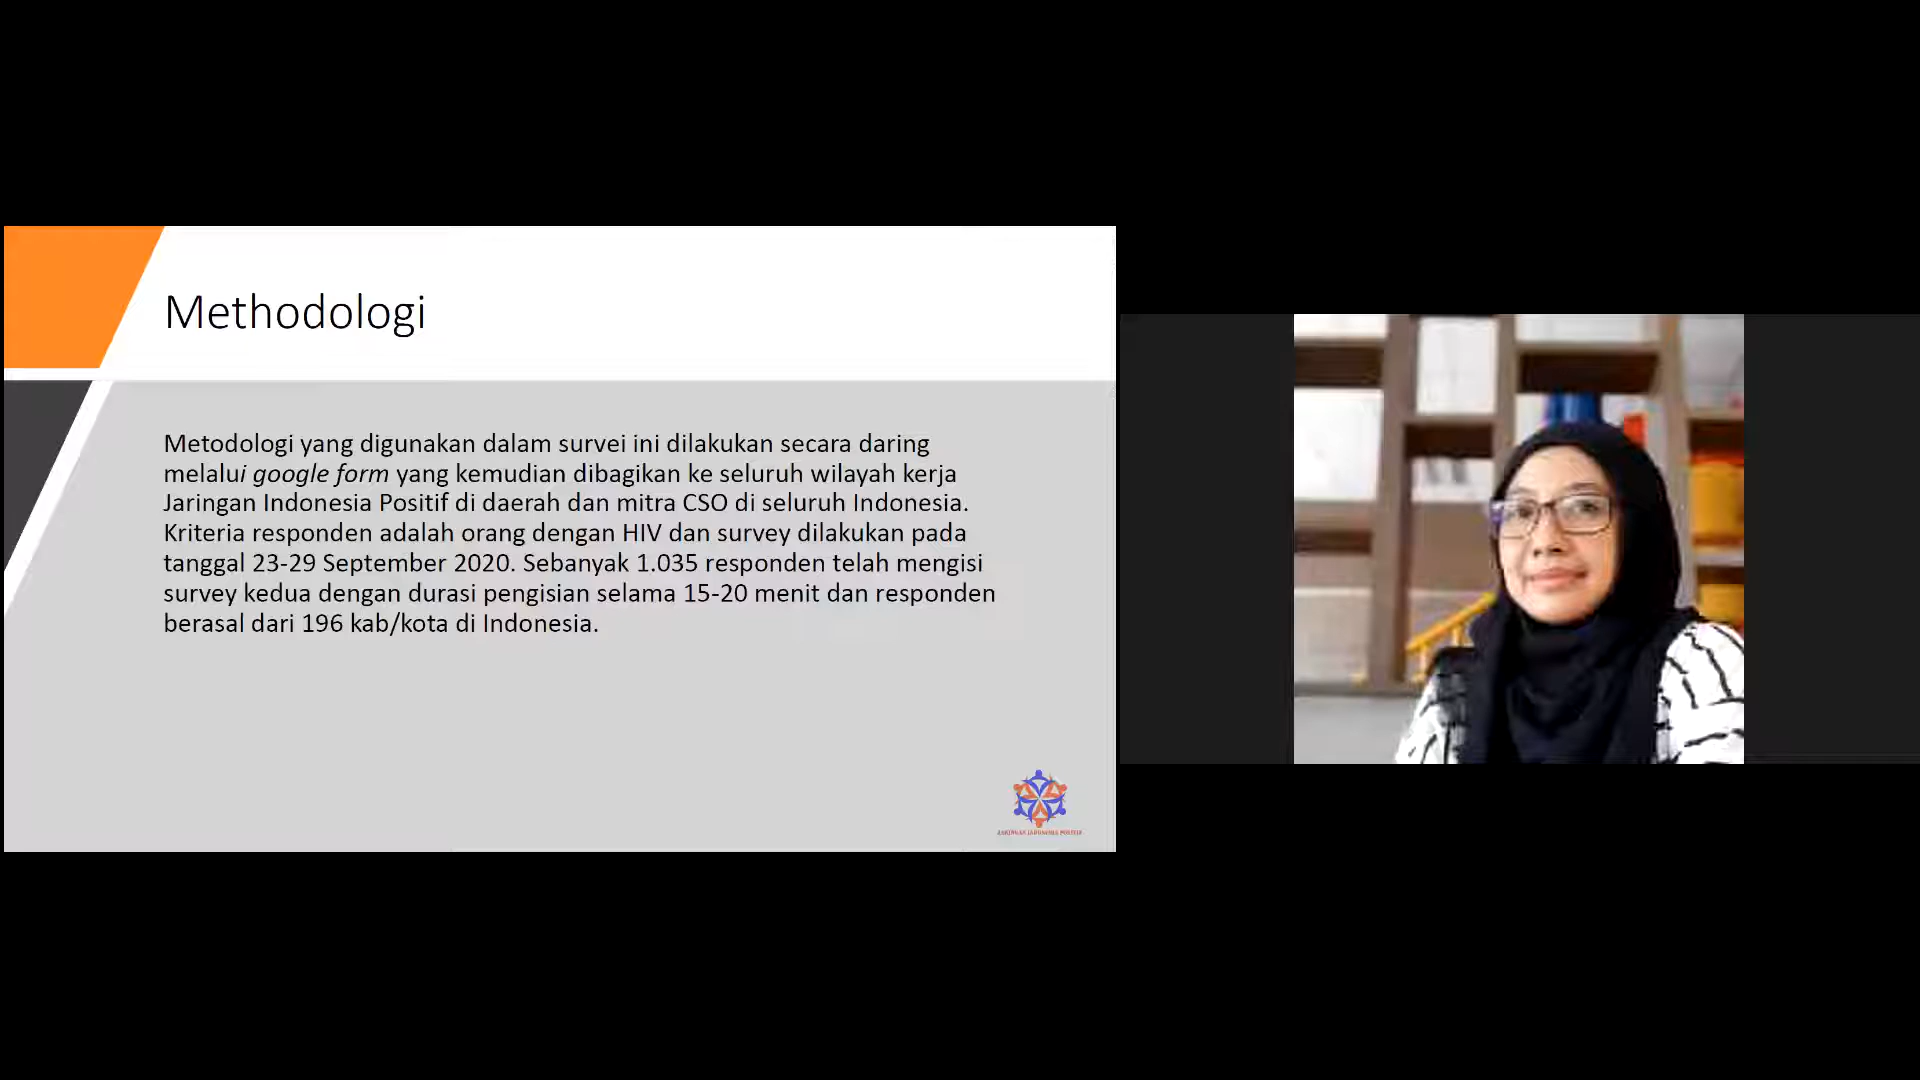 Methodologi
Metodologi yang digunakan dalam survei ini dilakukan secara daring
melalui google form yang kemudian dibagikan ke seluruh wilayah kerja
Jaringan Indonesia Positif di daerah dan mitra CSO di seluruh Indonesia.
Kriteria responden adalah orang dengan HIV dan survey dilakukan pada
tanggal 23-29 September 2020. Sebanyak 1.035 responden telah mengisi
survey kedua dengan durasi pengisian selama 15-20 menit dan responden
berasal dari 196 kab/kota di Indonesia.
JARINGAN INDONESIA POSITIF